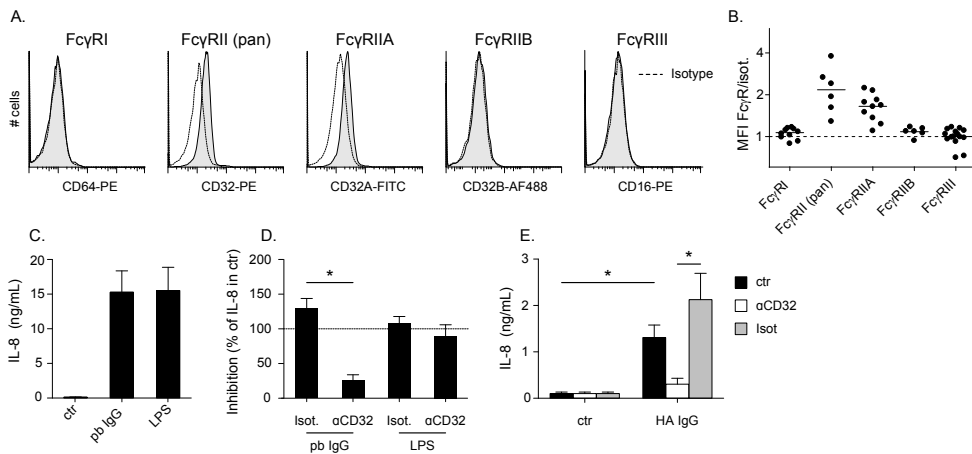 A.
FcγRI
FcγRII (pan)
FcγRIIA
FcγRIIB
FcγRIII
Isotype
# cells
CD64-PE
CD32-PE
CD32A-FITC
CD32B-AF488
CD16-PE
B.
MFI FcγR/isot.
4
2
1
FcγRI
FcγRII (pan)
FcγRIIA
FcγRIIB
FcγRIII
C.
IL-8 (ng/mL)
20
15
10
5
0
ctr
pb IgG
LPS
D.
Inhibition (% of IL-8 in ctr)
200
150
100
50
0
*
Isot.
αCD32
Isot.
αCD32
pb IgG
LPS
E.
IL-8 (ng/mL)
3
2
1
0
*
*
ctr
HA IgG
ctr
αCD32
Isot